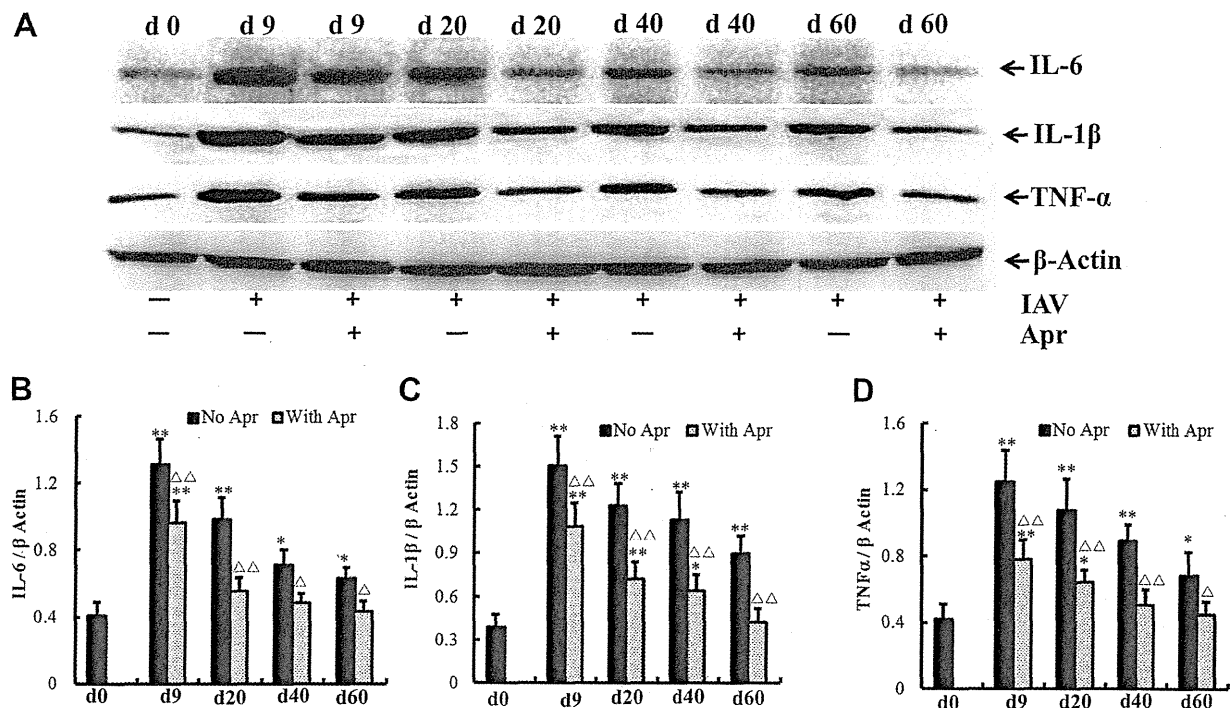 A
d 0 d 9 d 9 d 20 d 20 d 40 d 40 d 60 d 60
←IL-6
←IL-1β
←TNF-α
←β-Actin
— + + + + + + + + IAV
— — + — + — + — + Apr
B
1.6
1.2
0.8
0.4
0
IL-6 / β Actin
No Apr With Apr
** △△ ** ** △△ * △ * △
d0 d9 d20 d40 d60
C
1.8
1.5
1.2
0.9
0.6
0.3
0
IL-1β / β Actin
No Apr With Apr
** △△ ** ** △△ ** ** △△ * ** △△
d0 d9 d20 d40 d60
D
1.6
1.2
0.8
0.4
0
TNFα / β Actin
No Apr With Apr
** △△ ** ** △△ * ** △△ * △
d0 d9 d20 d40 d60